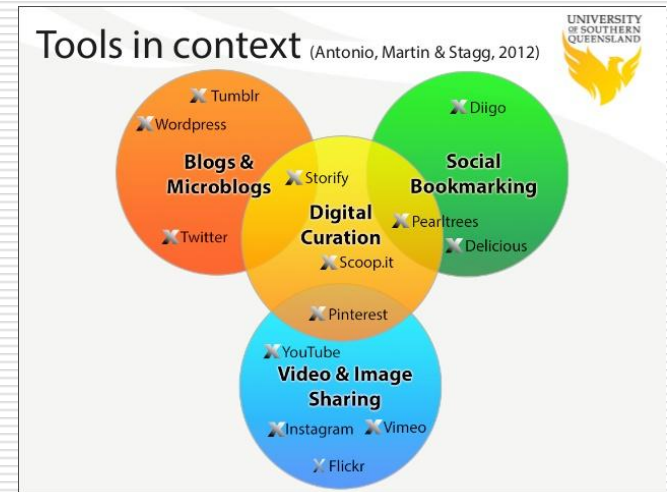 Tools in context (Antonio, Martin & Stagg, 2012)
UNIVERSITY
OF SOUTHERN
QUEENSLAND
Tumblr
Wordpress
Blogs &
Microblogs
Twitter
Diigo
Social
Bookmarking
Pearltrees
Delicious
Storify
Digital
Curation
Scoop.it
Pinterest
YouTube
Video & Image
Sharing
Instagram Vimeo
Flickr